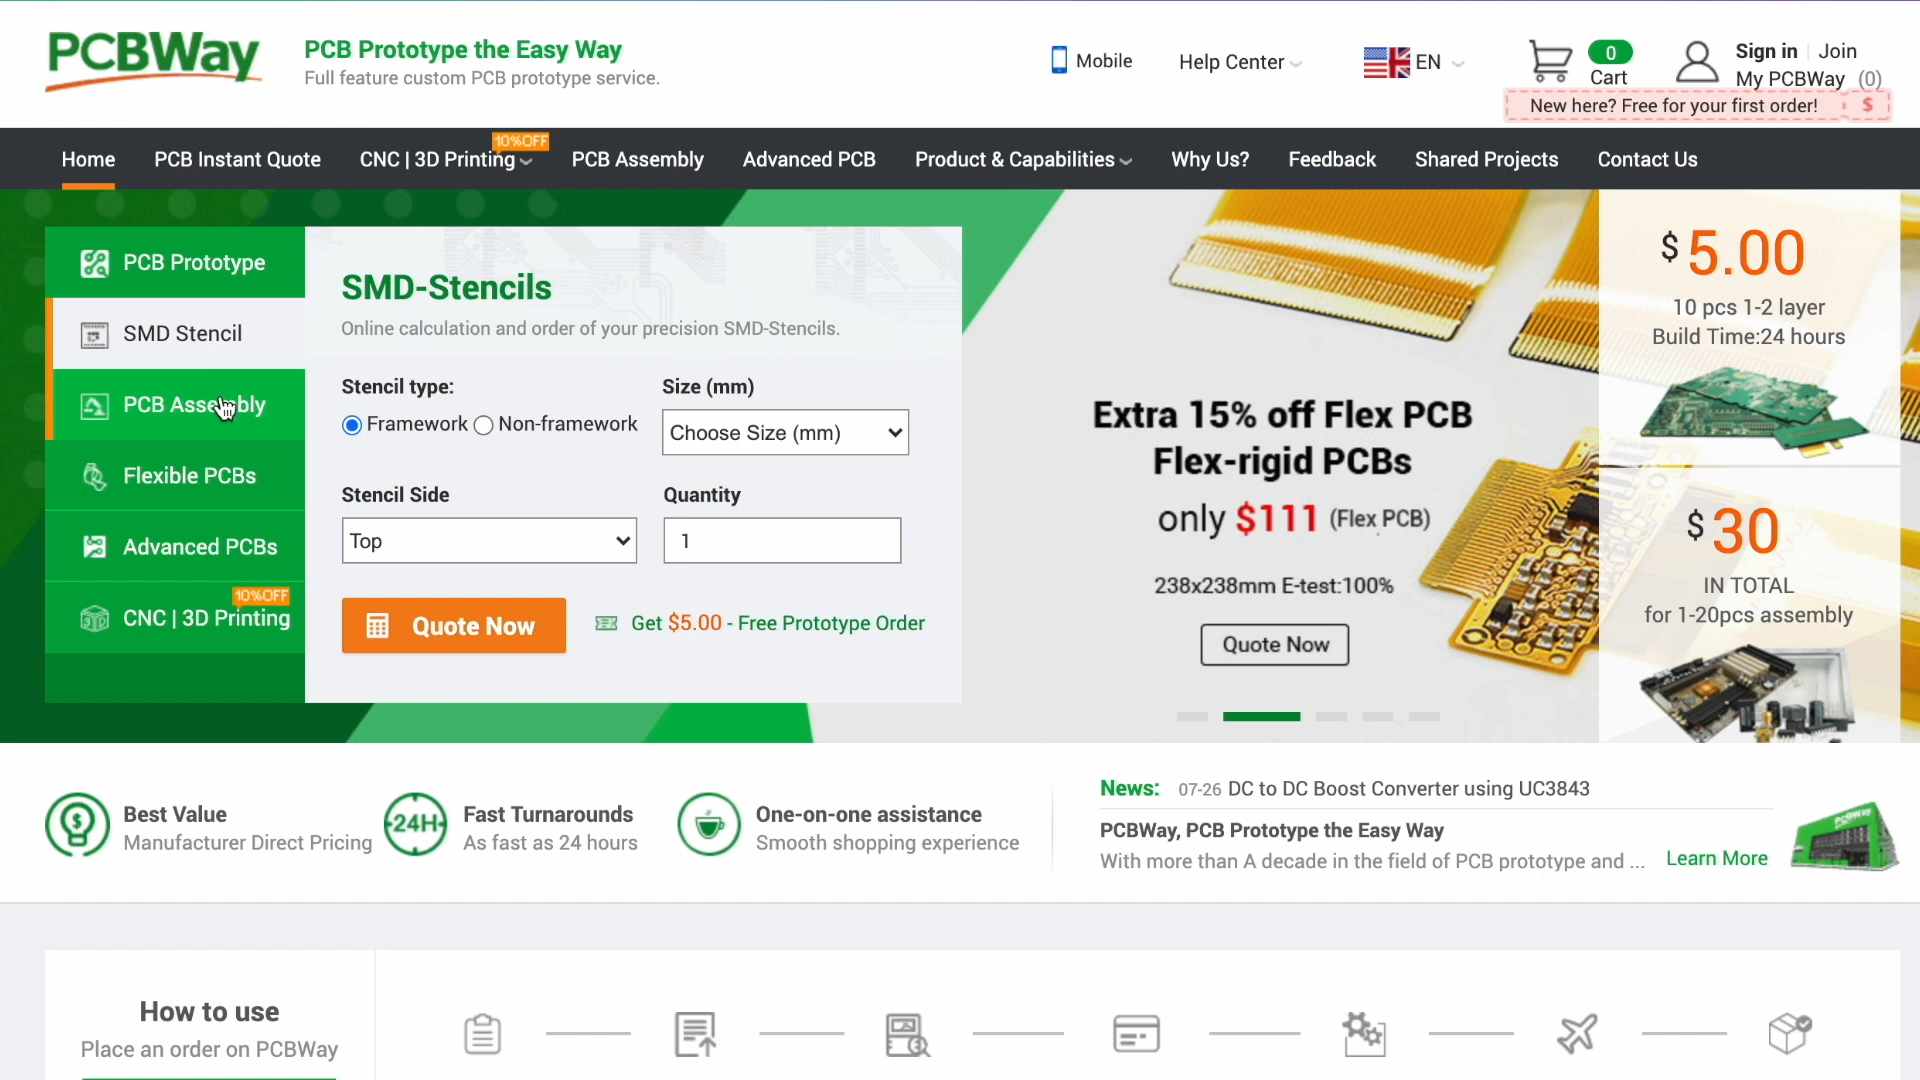 PCBWay
PCB Prototype the Easy Way
Full feature custom PCB prototype service.
Mobile
Help Center
EN
0
Cart
Sign in | Join
My PCBWay (0)
New here? Free for your first order! $
Home
PCB Instant Quote
CNC | 3D Printing
10%OFF
PCB Assembly
Advanced PCB
Product & Capabilities
Why Us?
Feedback
Shared Projects
Contact Us
PCB Prototype
SMD Stencil
PCB Assembly
Flexible PCBs
Advanced PCBs
10%OFF
CNC | 3D Printing
SMD-Stencils
Online calculation and order of your precision SMD-Stencils.
Stencil type:
Framework Non-framework
Size (mm)
Choose Size (mm)
Stencil Side
Top
Quantity
1
Quote Now
Get $5.00 - Free Prototype Order
Extra 15% off Flex PCB
Flex-rigid PCBs
only $111 (Flex PCB)
238x238mm E-test:100%
Quote Now
$5.00
10 pcs 1-2 layer
Build Time:24 hours
$30
IN TOTAL
for 1-20pcs assembly
Best Value
Manufacturer Direct Pricing
24H
Fast Turnarounds
As fast as 24 hours
One-on-one assistance
Smooth shopping experience
News: 07-26 DC to DC Boost Converter using UC3843
PCBWay, PCB Prototype the Easy Way
With more than A decade in the field of PCB prototype and ... Learn More
PCBWay
How to use
Place an order on PCBWay